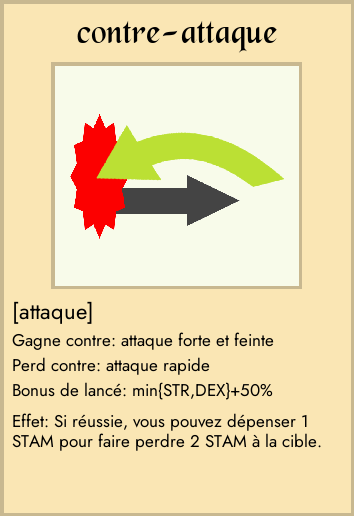 contre-attaque
[attaque]
Gagne contre: attaque forte et feinte
Perd contre: attaque rapide
Bonus de lancé: min{STR,DEX}+50%
Effet: Si réussie, vous pouvez dépenser 1
STAM pour faire perdre 2 STAM à la cible.